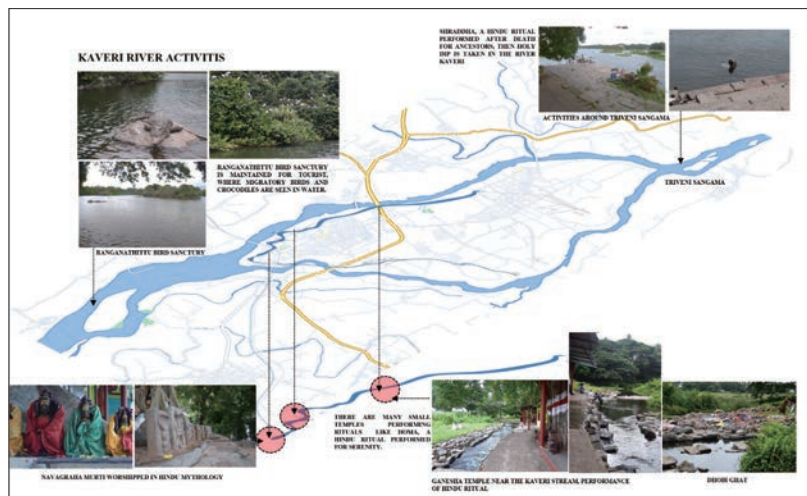 KAVERI RIVER ACTIVITIS
SHRADDHA, A HINDU RITUAL
PERFORMED AFTER DEATH
FOR ANCESTORS, THEN HOLY
DIP IS TAKEN IN THE RIVER
KAVERI
ACTIVITIES AROUND TRIVENI SANGAMA
RANGANATHITTU BIRD SANCTURY
IS MAINTAINED FOR TOURIST,
WHERE MIGRATORY BIRDS AND
CROCODILES ARE SEEN IN WATER.
TRIVENI SANGAMA
RANGANATHITTU BIRD SANCTURY
THERE ARE MANY SMALL
TEMPLES PERFORMING
RITUALS LIKE HOMA, A
HINDU RITUAL PERFORMED
FOR SERENITY.
NAVAGRAHA MURTI WORSHIPPED IN HINDU MYTHOLOGY
GANESHA TEMPLE NEAR THE KAVERI STREAM, PERFORMANCE
OF HINDU RITUAL
DHOBI GHAT